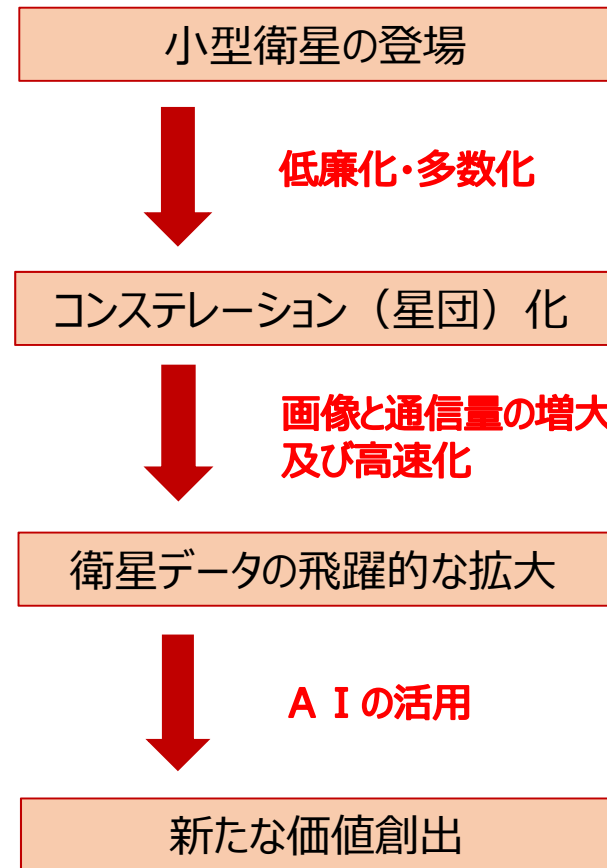 小型衛星の登場
低廉化・多数化
コンステレーション（星団）化
画像と通信量の増大
及び高速化
衛星データの飛躍的な拡大
ＡＩの活用
新たな価値創出